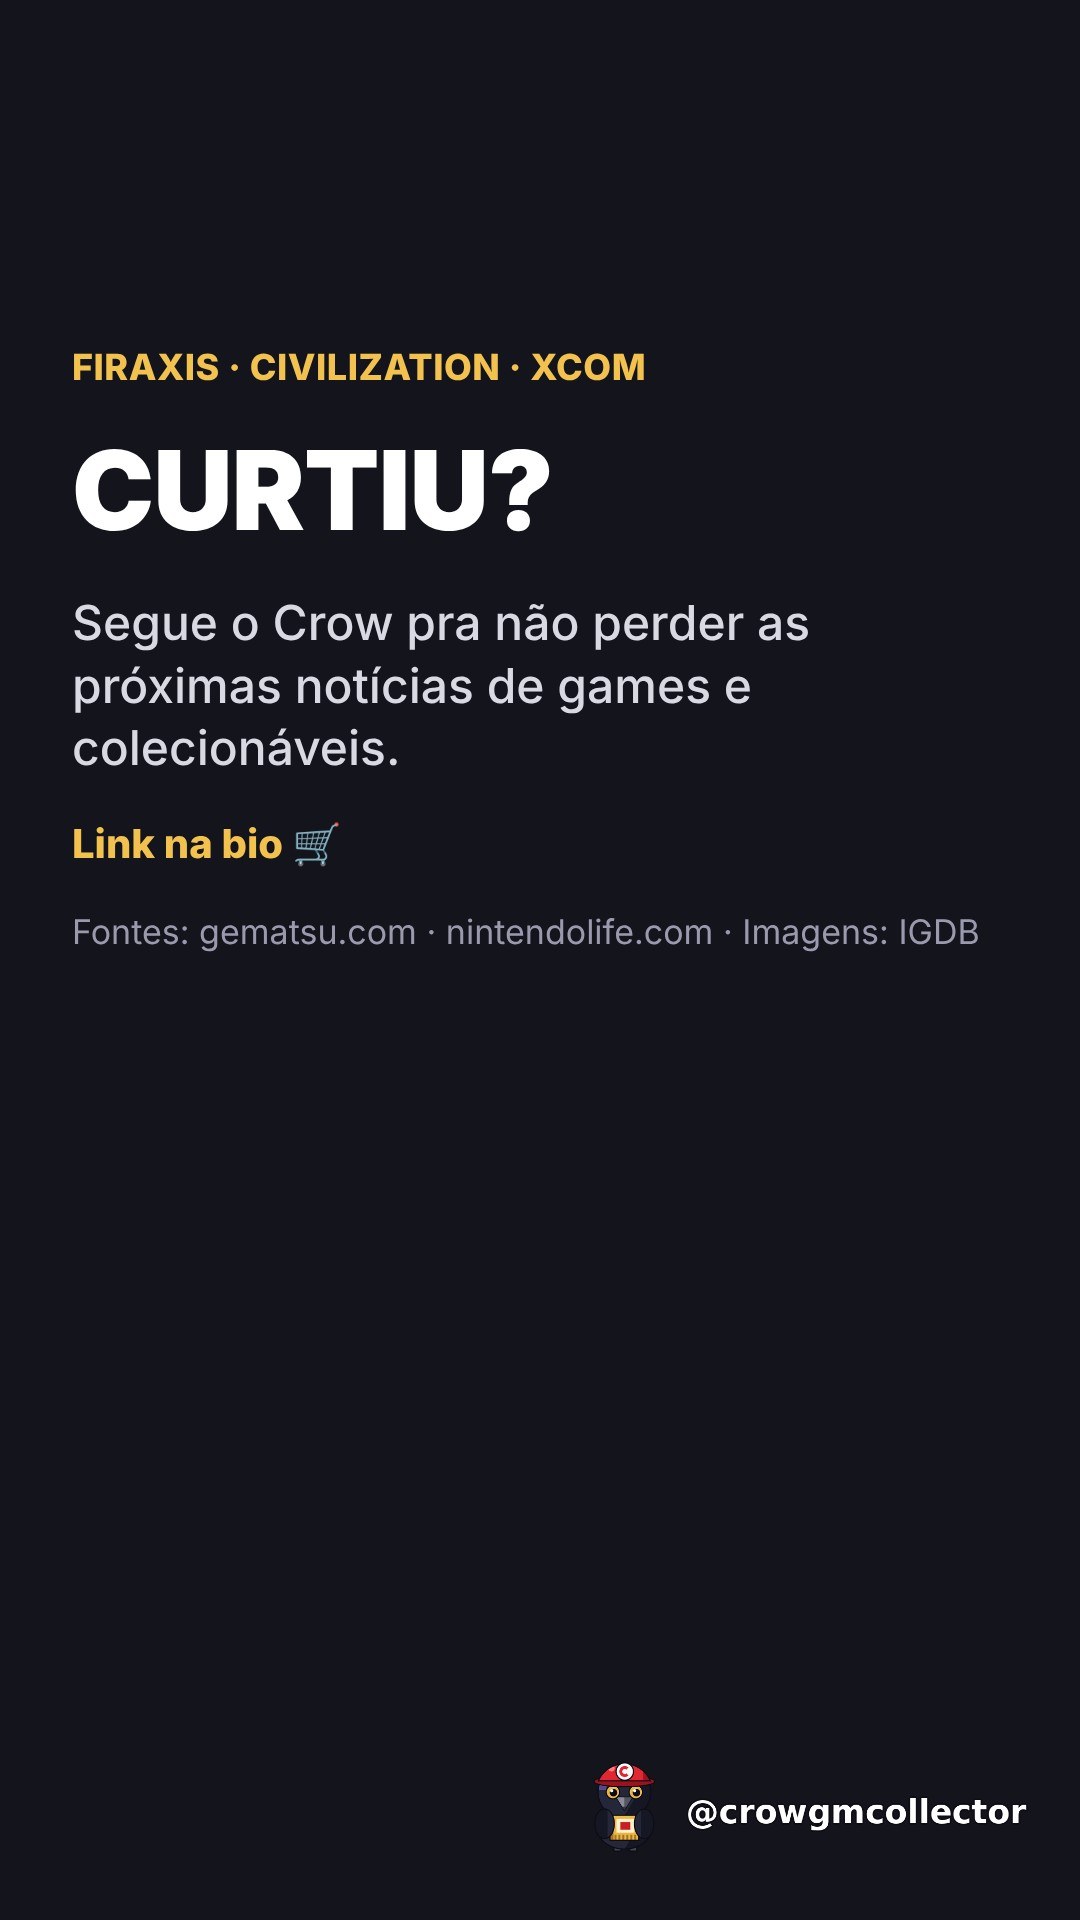 FIRAXIS · CIVILIZATION · XCOM
CURTIU?
Segue o Crow pra não perder as
próximas notícias de games e
colecionáveis.
Link na bio 🛒
Fontes: gematsu.com · nintendolife.com · Imagens: IGDB
C
@crowgmcollector